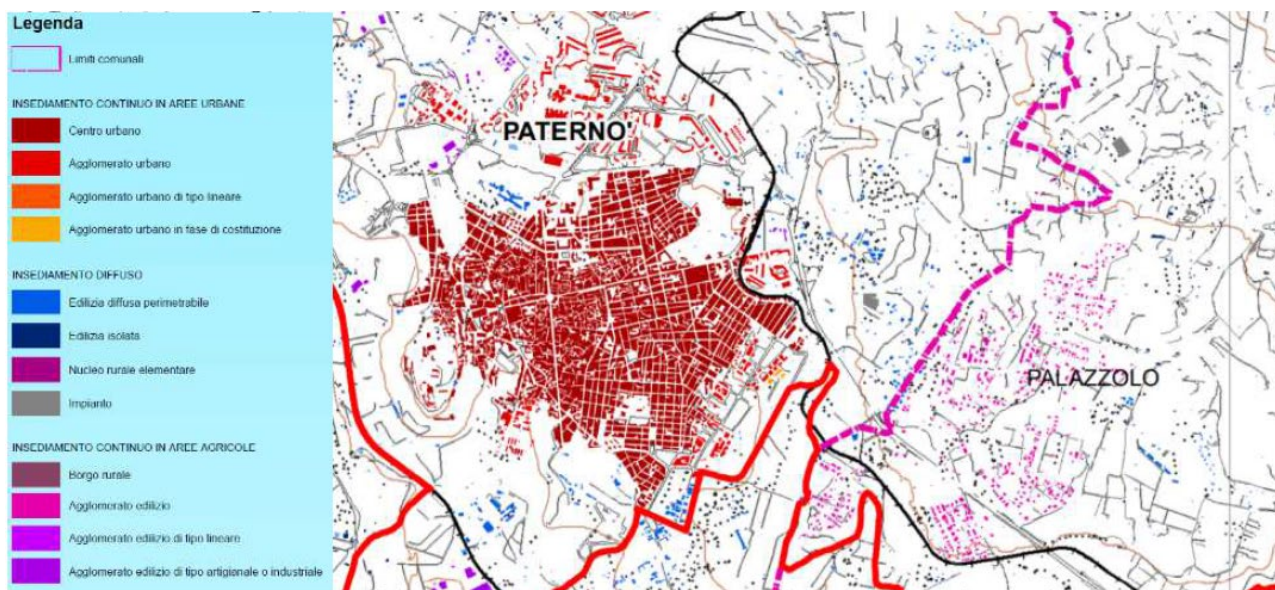 Legenda
Limiti comunali
INSEDIAMENTO CONTINUO IN AREE URBANE
Centro urbano
Agglomerato urbano
Agglomerato urbano di tipo lineare
Agglomerato urbano in fase di costituzione
INSEDIAMENTO DIFFUSO
Edilizia diffusa perimetrabile
Edilizia isolata
Nucleo rurale elementare
Impianto
INSEDIAMENTO CONTINUO IN AREE AGRICOLE
Borgo rurale
Agglomerato edilizio
Agglomerato edilizio di tipo lineare
Agglomerato edilizio di tipo artigianale o industriale
PATERNO'
PALAZZOLO